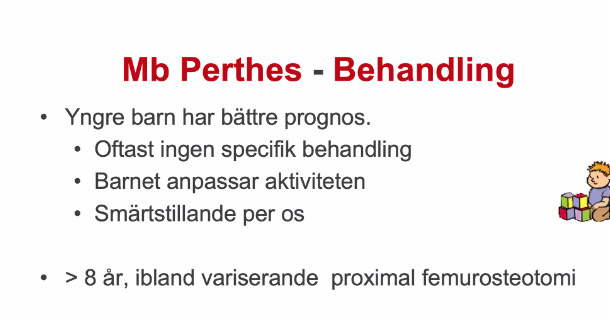 Mb Perthes - Behandling
• Yngre barn har bättre prognos.
• Oftast ingen specifik behandling
• Barnet anpassar aktiviteten
• Smärtstillande per os
• > 8 år, ibland variserande  proximal femurosteotomi